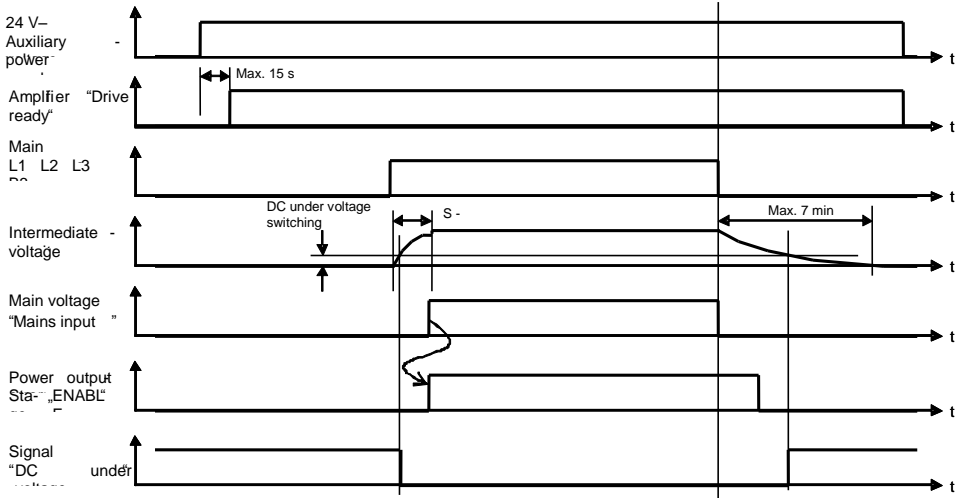 24 V–
Auxiliary -
power
t
Max. 15 s
Amplifier “Drive
ready“
t
Main
L1 L2 L3
t
DC under voltage
switching
S -
Max. 7 min
Intermediate -
voltage
t
Main voltage
“Mains input ”
t
Power output
Sta- „ENABL“
t
Signal
“DC under
t